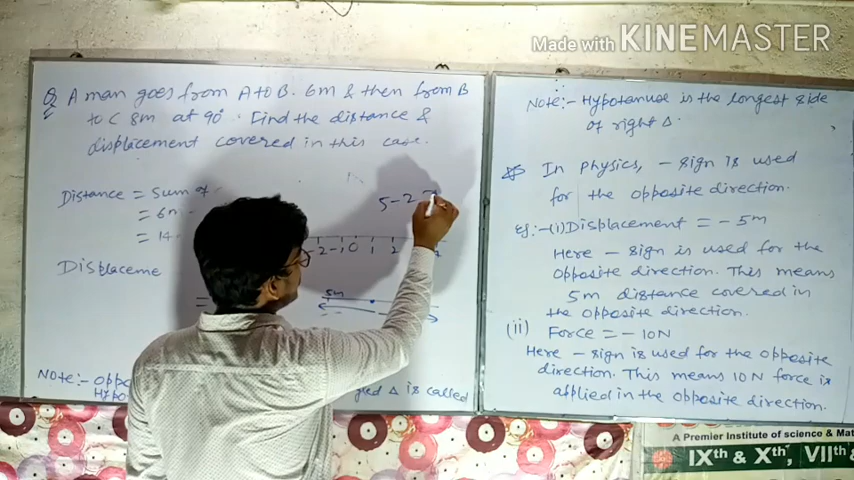 Made with KINEMASTER
Q A man goes from A to B. 6m & then from B
to C 8m at 90°. Find the distance &
displacement covered in this case.
Distance = Sum of
= 6m
= 14
Displaceme
=
5-2
-2 -1 0 1 2
5m
Note:- Oppo
Hypo
gled Δ is called
Note:- Hypotanuse is the longest side
of right Δ.
In physics, - sign is used
for the opposite direction.
Eg:-(i) Displacement = - 5m
Here - sign is used for the
opposite direction. This means
5m distance covered in
the opposite direction.
(ii) Force = - 10N
Here - sign is used for the opposite
direction. This means 10N force is
applied in the opposite direction.
A Premier Institute of science & Mat
IXth & Xth, VIIth